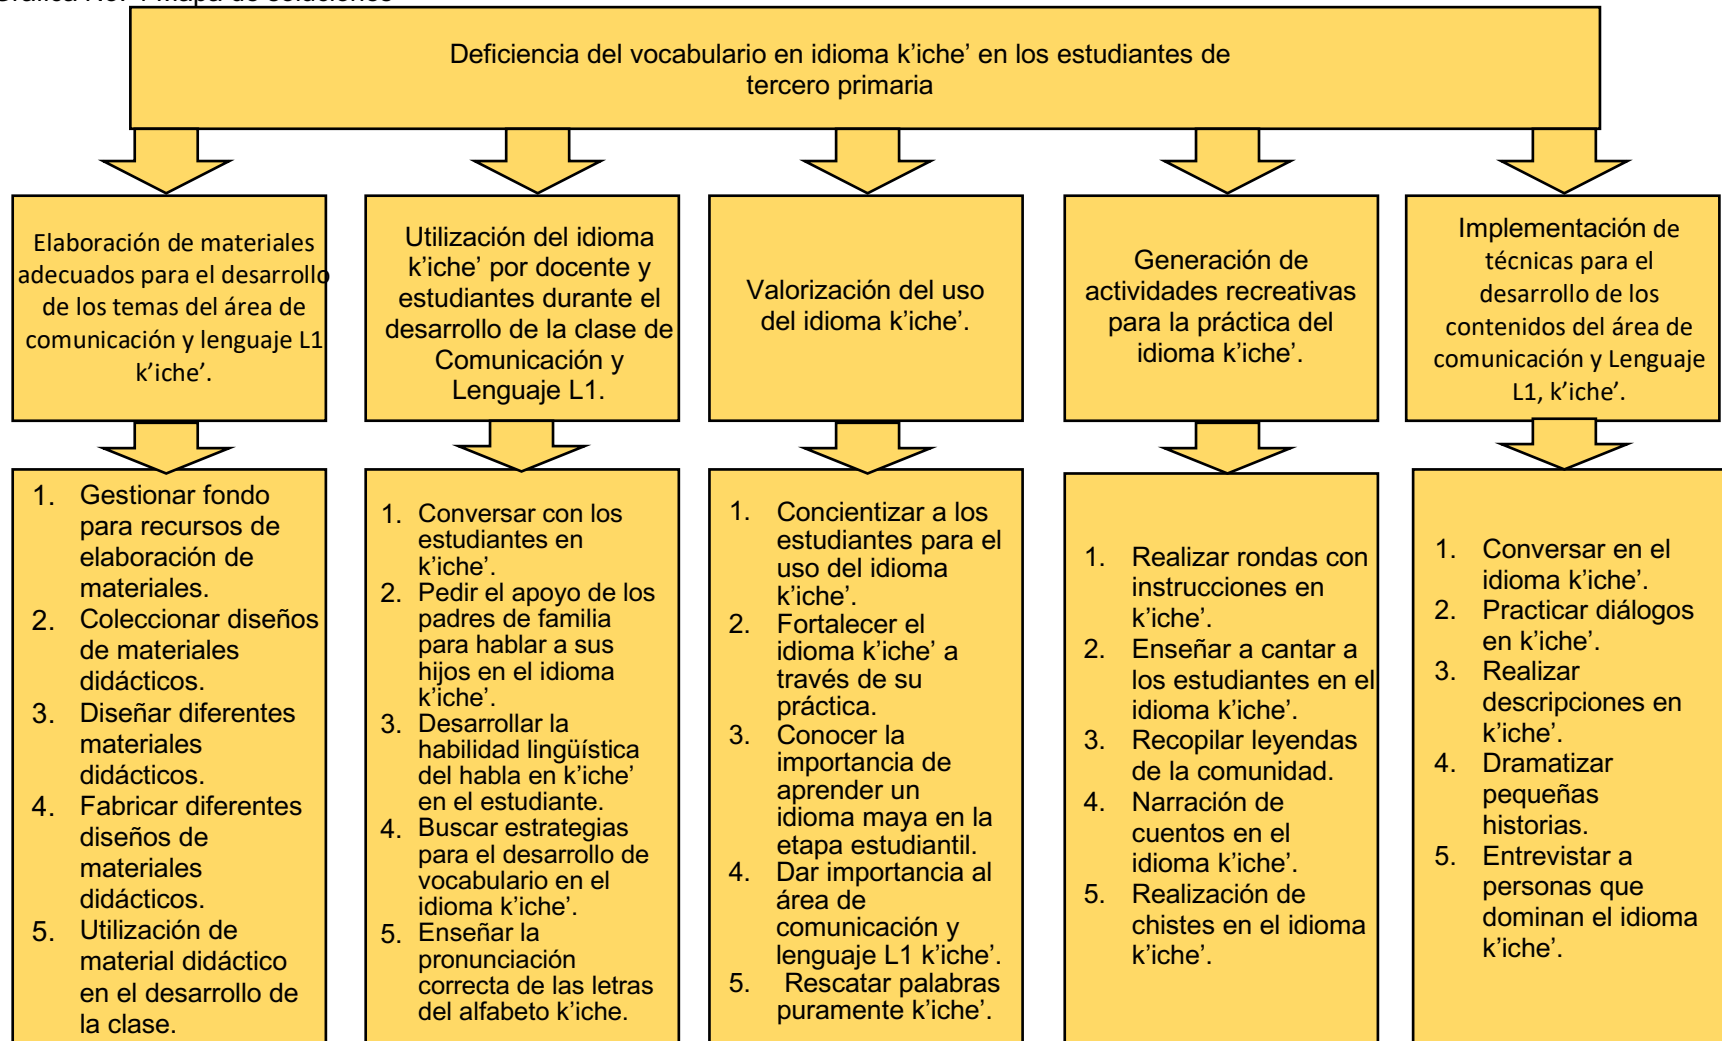 Gráfica No. 4 Mapa de soluciones
Deficiencia del vocabulario en idioma k’iche’ en los estudiantes de
tercero primaria
Elaboración de materiales
adecuados para el desarrollo
de los temas del área de
comunicación y lenguaje L1
k’iche’.
Utilización del idioma
k’iche’ por docente y
estudiantes durante el
desarrollo de la clase de
Comunicación y
Lenguaje L1.
Valorización del uso
del idioma k’iche’.
Generación de
actividades recreativas
para la práctica del
idioma k’iche’.
Implementación de
técnicas para el
desarrollo de los
contenidos del área de
comunicación y Lenguaje
L1, k’iche’.
1. Gestionar fondo
para recursos de
elaboración de
materiales.
2. Coleccionar diseños
de materiales
didácticos.
3. Diseñar diferentes
materiales
didácticos.
4. Fabricar diferentes
diseños de
materiales
didácticos.
5. Utilización de
material didáctico
en el desarrollo de
la clase.
1. Conversar con los
estudiantes en
k’iche’.
2. Pedir el apoyo de los
padres de familia
para hablar a sus
hijos en el idioma
k’iche’.
3. Desarrollar la
habilidad lingüística
del habla en k’iche’
en el estudiante.
4. Buscar estrategias
para el desarrollo de
vocabulario en el
idioma k’iche’.
5. Enseñar la
pronunciación
correcta de las letras
del alfabeto k’iche.
1. Concientizar a los
estudiantes para el
uso del idioma
k’iche’.
2. Fortalecer el
idioma k’iche’ a
través de su
práctica.
3. Conocer la
importancia de
aprender un
idioma maya en la
etapa estudiantil.
4. Dar importancia al
área de
comunicación y
lenguaje L1 k’iche’.
5. Rescatar palabras
puramente k’iche’.
1. Realizar rondas con
instrucciones en
k’iche’.
2. Enseñar a cantar a
los estudiantes en el
idioma k’iche’.
3. Recopilar leyendas
de la comunidad.
4. Narración de
cuentos en el
idioma k’iche’.
5. Realización de
chistes en el idioma
k’iche’.
1. Conversar en el
idioma k’iche’.
2. Practicar diálogos
en k’iche’.
3. Realizar
descripciones en
k’iche’.
4. Dramatizar
pequeñas
historias.
5. Entrevistar a
personas que
dominan el idioma
k’iche’.